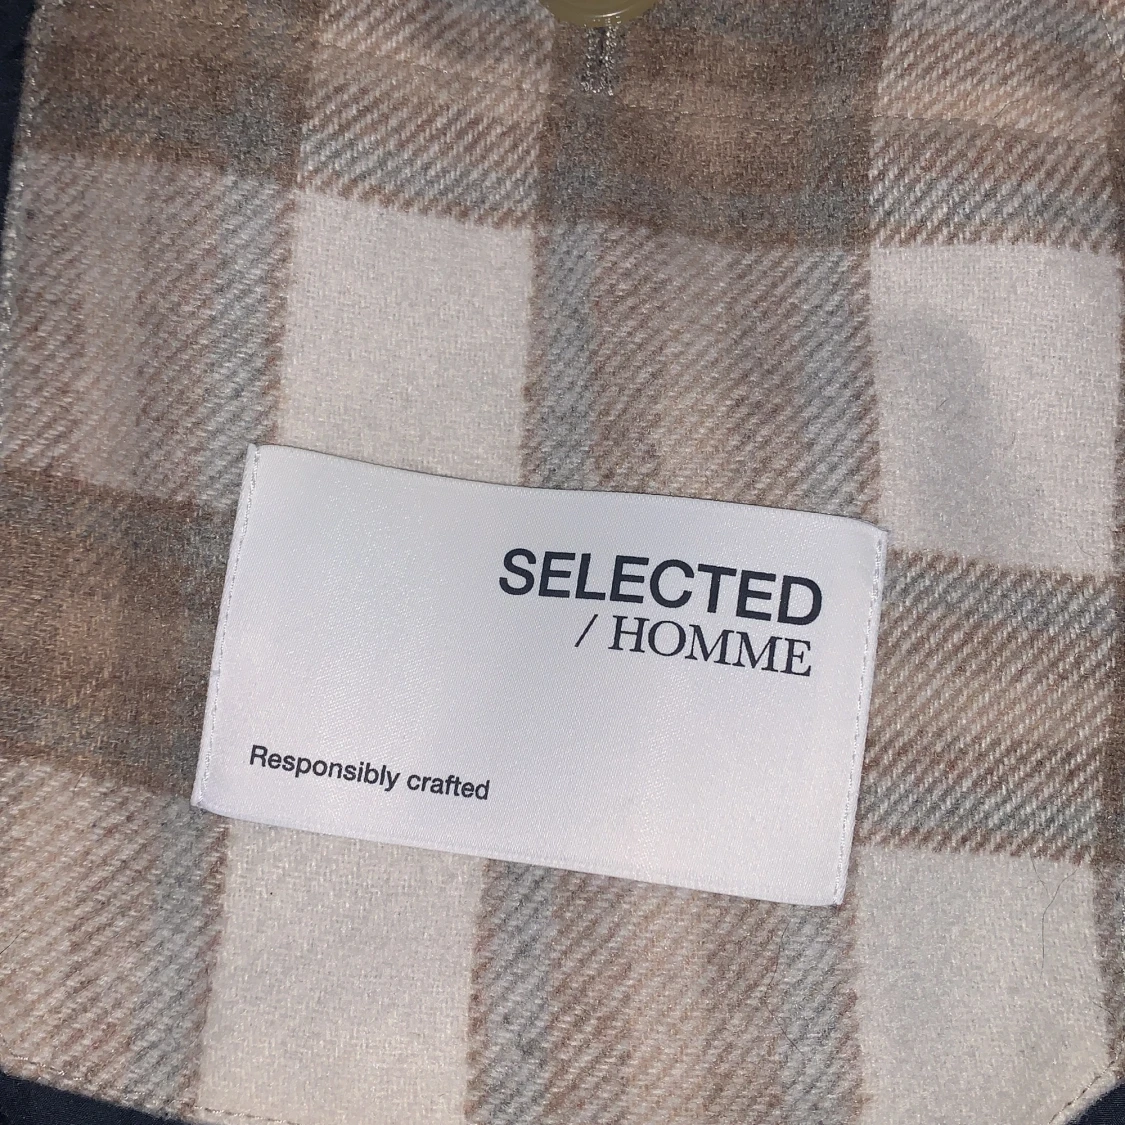 SELECTED
/ HOMME
Responsibly crafted